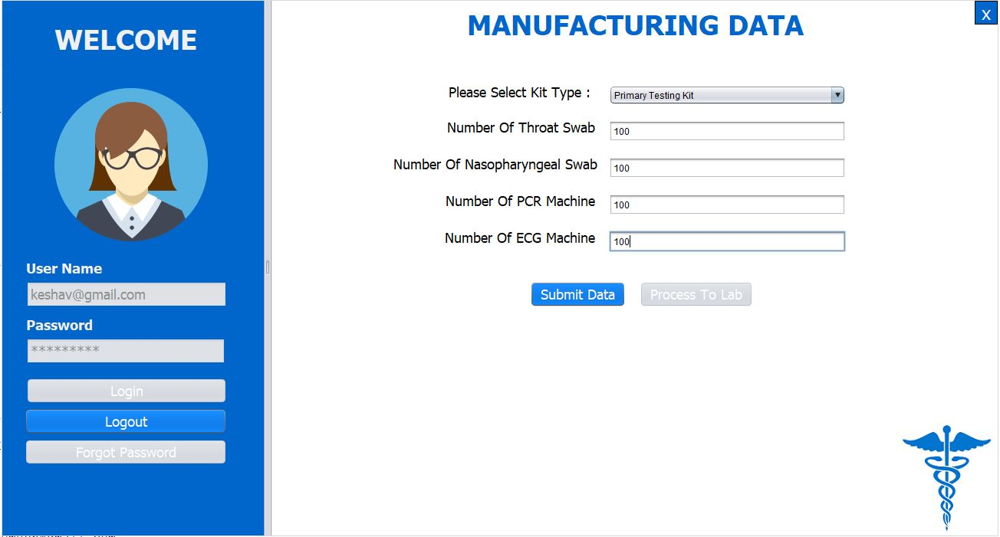 WELCOME
User Name
keshav@gmail.com
Password
*********
Login
Logout
Forgot Password
MANUFACTURING DATA
X
Please Select Kit Type : Primary Testing Kit
Number Of Throat Swab 100
Number Of Nasopharyngeal Swab 100
Number Of PCR Machine 100
Number Of ECG Machine 100
Submit Data Process To Lab